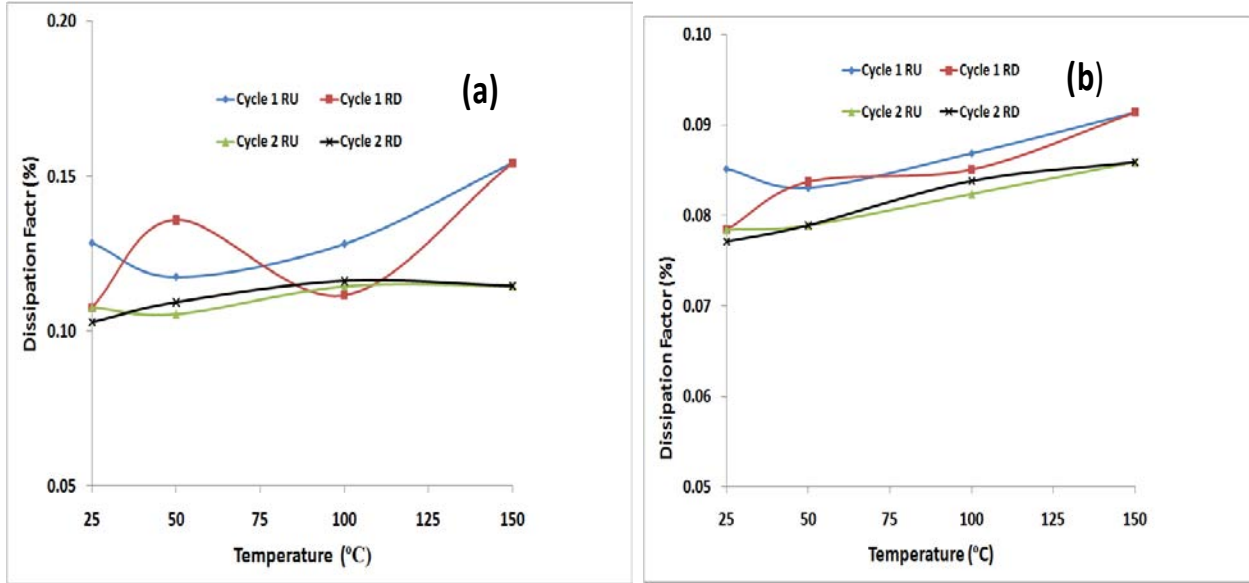 (a)
Cycle 1 RU Cycle 1 RD
Cycle 2 RU Cycle 2 RD
0.20
0.15
0.10
0.05
Dissipation Factr (%)
25 50 75 100 125 150
Temperature (°C)
(b)
Cycle 1 RU Cycle 1 RD
Cycle 2 RU Cycle 2 RD
0.10
0.09
0.08
0.07
0.06
0.05
Dissipation Factor (%)
25 50 75 100 125 150
Temperature (°C)